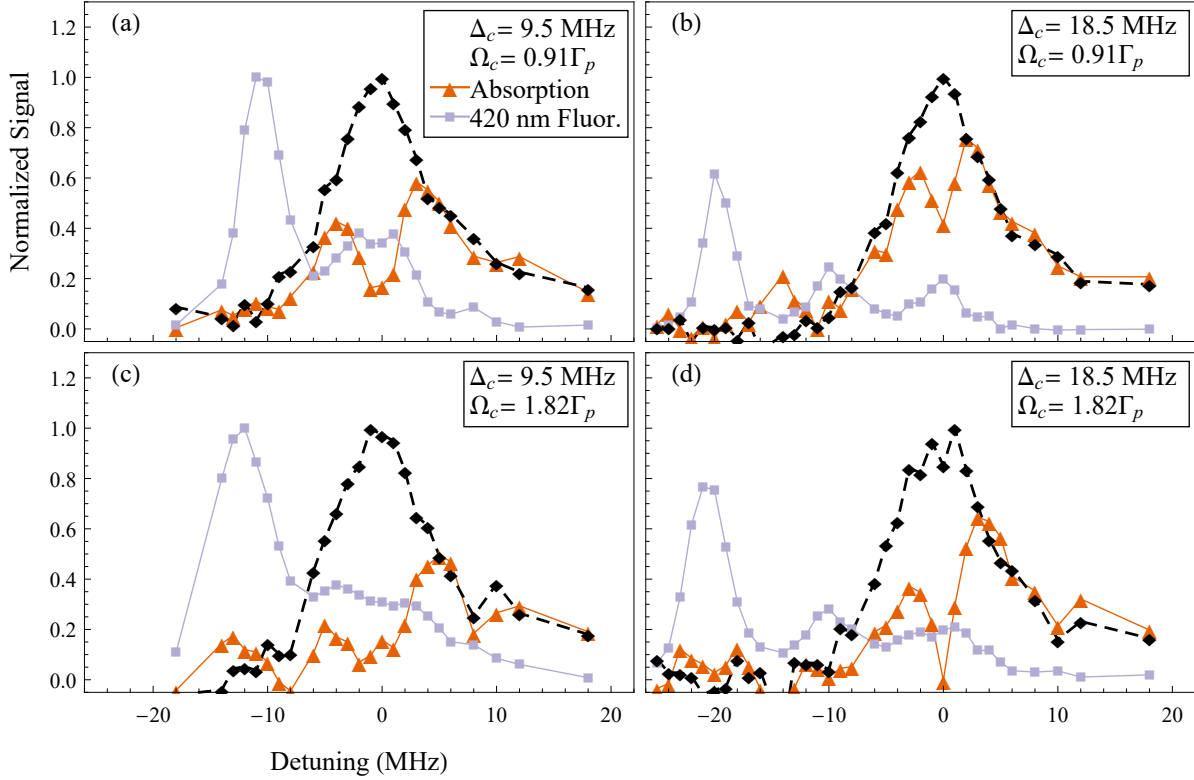 (a)
Δc = 9.5 MHz
Ωc = 0.91Γp
Absorption
420 nm Fluor.
(b)
Δc = 18.5 MHz
Ωc = 0.91Γp
1.2
1.0
0.8
0.6
0.4
0.2
0.0
Normalized Signal
(c)
Δc = 9.5 MHz
Ωc = 1.82Γp
(d)
Δc = 18.5 MHz
Ωc = 1.82Γp
1.2
1.0
0.8
0.6
0.4
0.2
0.0
−20 −10 0 10 20
−20 −10 0 10 20
Detuning (MHz)